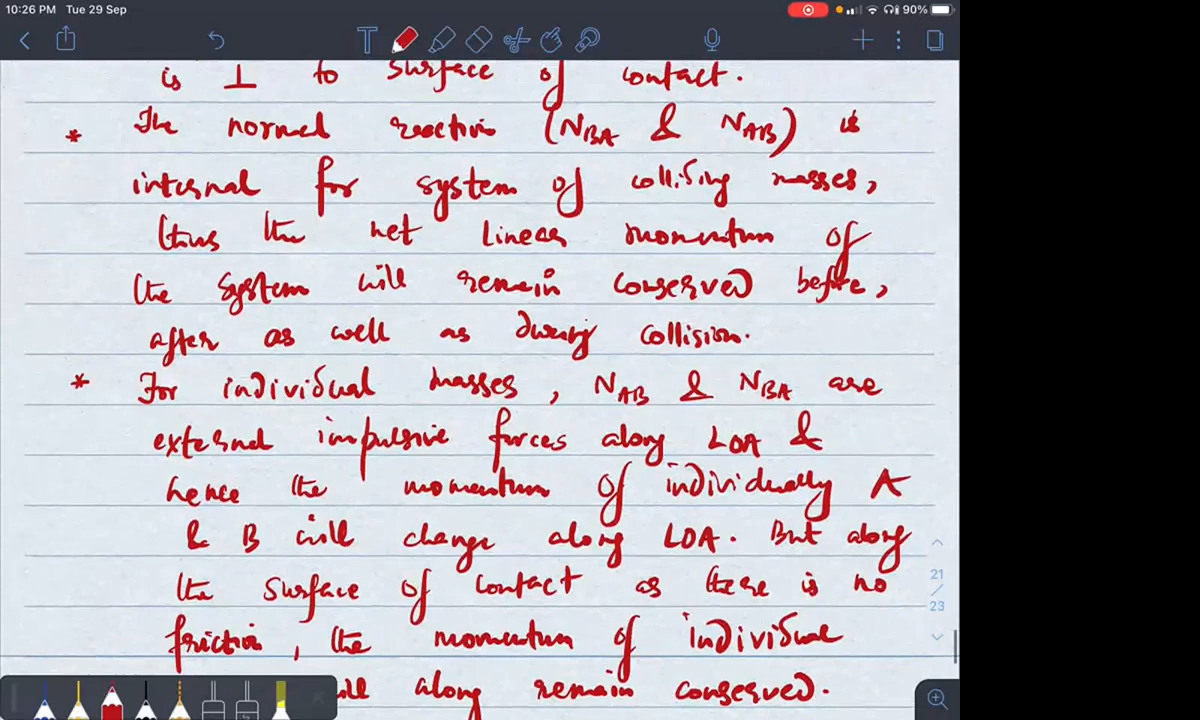 10:26 PM Tue 29 Sep 90%
is ⊥ to surface of contact.
* The normal reaction (NBA & NAB) is
internal for system of colliding masses,
thus the net linear momentum of
the system will remain conserved before,
after as well as during collision.
* For individual masses, NAB & NBA are
external impulsive forces along LOA &
hence the momentum of individually A
& B will change along LOA. But along
the surface of contact as there is no
friction, the momentum of individual
will along remain conserved.
21
/
23